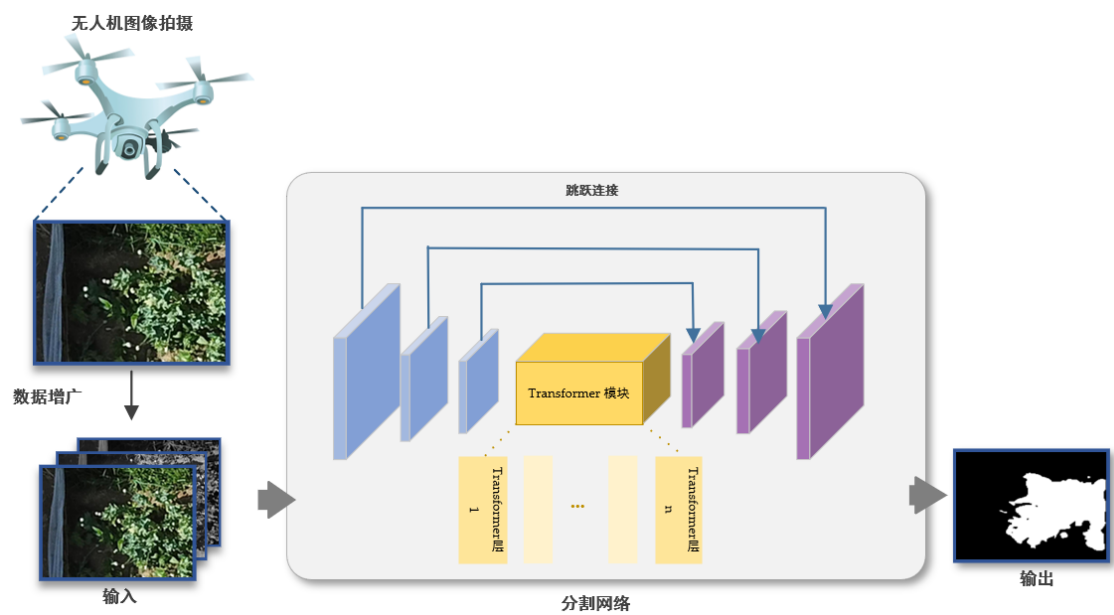 无人机图像拍摄
跳跃连接
Transformer 模块
数据增广
Transformer层
1
...
Transformer层
n
输入
输出
分割网络